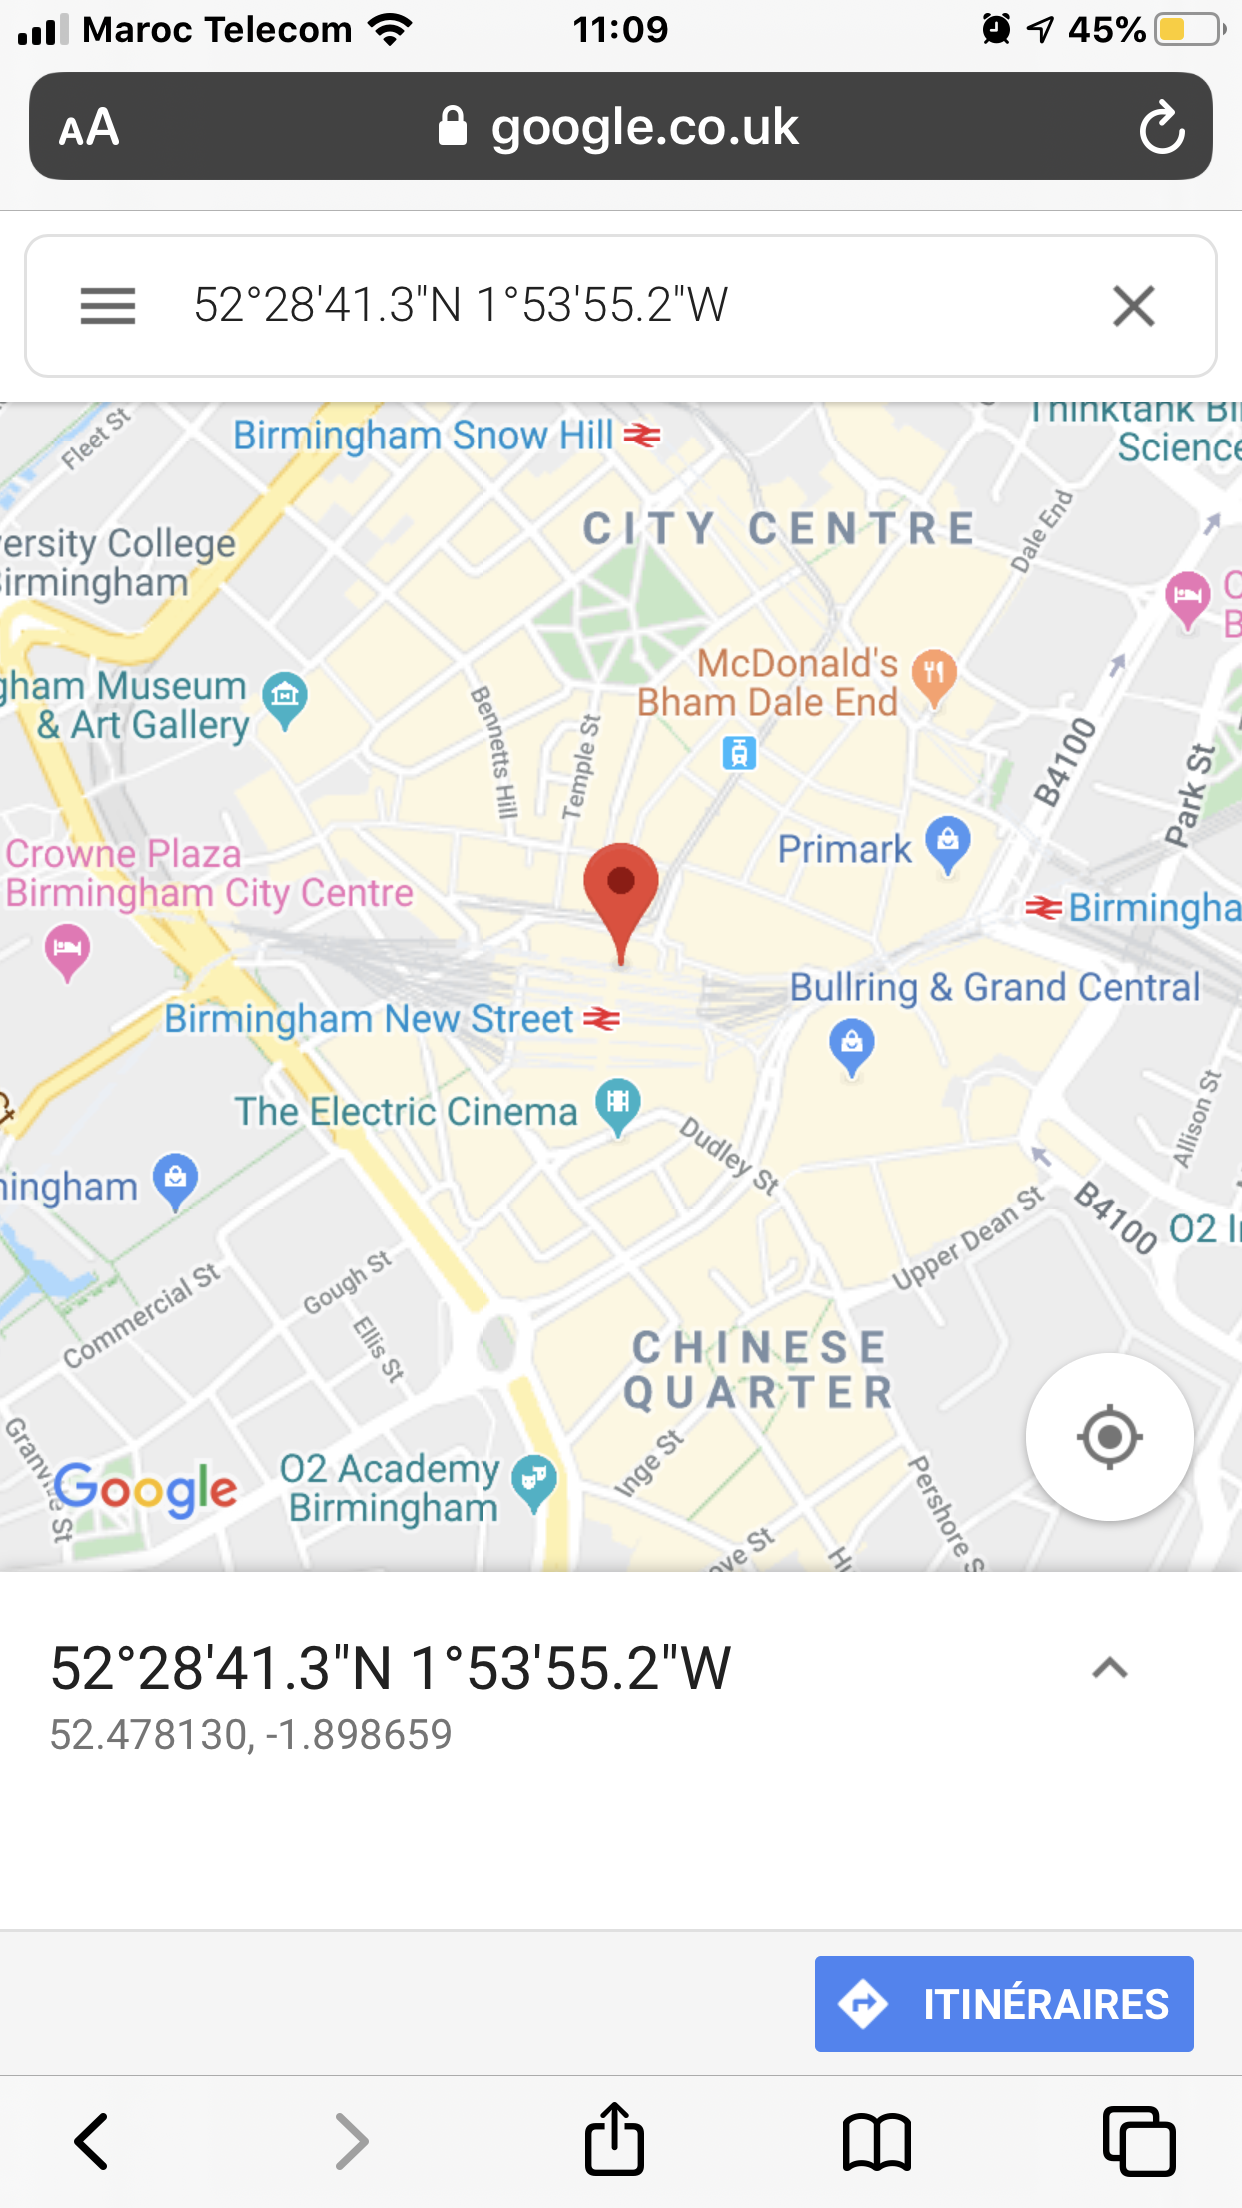 Maroc Telecom
11:09
45%
AA
google.co.uk
52°28'41.3"N 1°53'55.2"W
Fleet St
Birmingham Snow Hill
Thinktank Bi
Science
CITY CENTRE
Dale End
ersity College
irmingham
C
B
gham Museum
& Art Gallery
McDonald's
Bham Dale End
Bennetts Hill
Temple St
B4100
Park St
Primark
Crowne Plaza
Birmingham City Centre
Birmingha
Bullring & Grand Central
Birmingham New Street
The Electric Cinema
Dudley St
Allison St
ningham
Upper Dean St
B4100
O2 I
Commercial St
Gough St
Ellis St
CHINESE
QUARTER
Granville St
Google
O2 Academy
Birmingham
Inge St
Pershore S
ove St
Hu
52°28'41.3"N 1°53'55.2"W
52.478130, -1.898659
ITINÉRAIRES